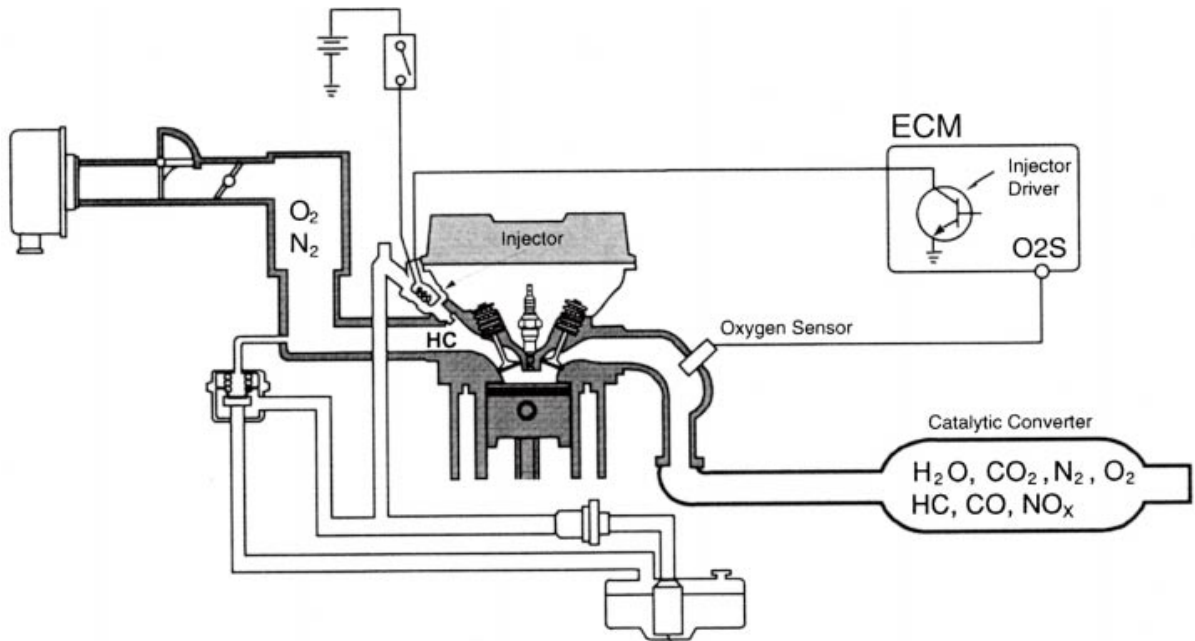 ECM
Injector
Driver
O2S
O₂
N₂
Injector
HC
Oxygen Sensor
Catalytic Converter
H₂O, CO₂, N₂, O₂
HC, CO, NOₓ